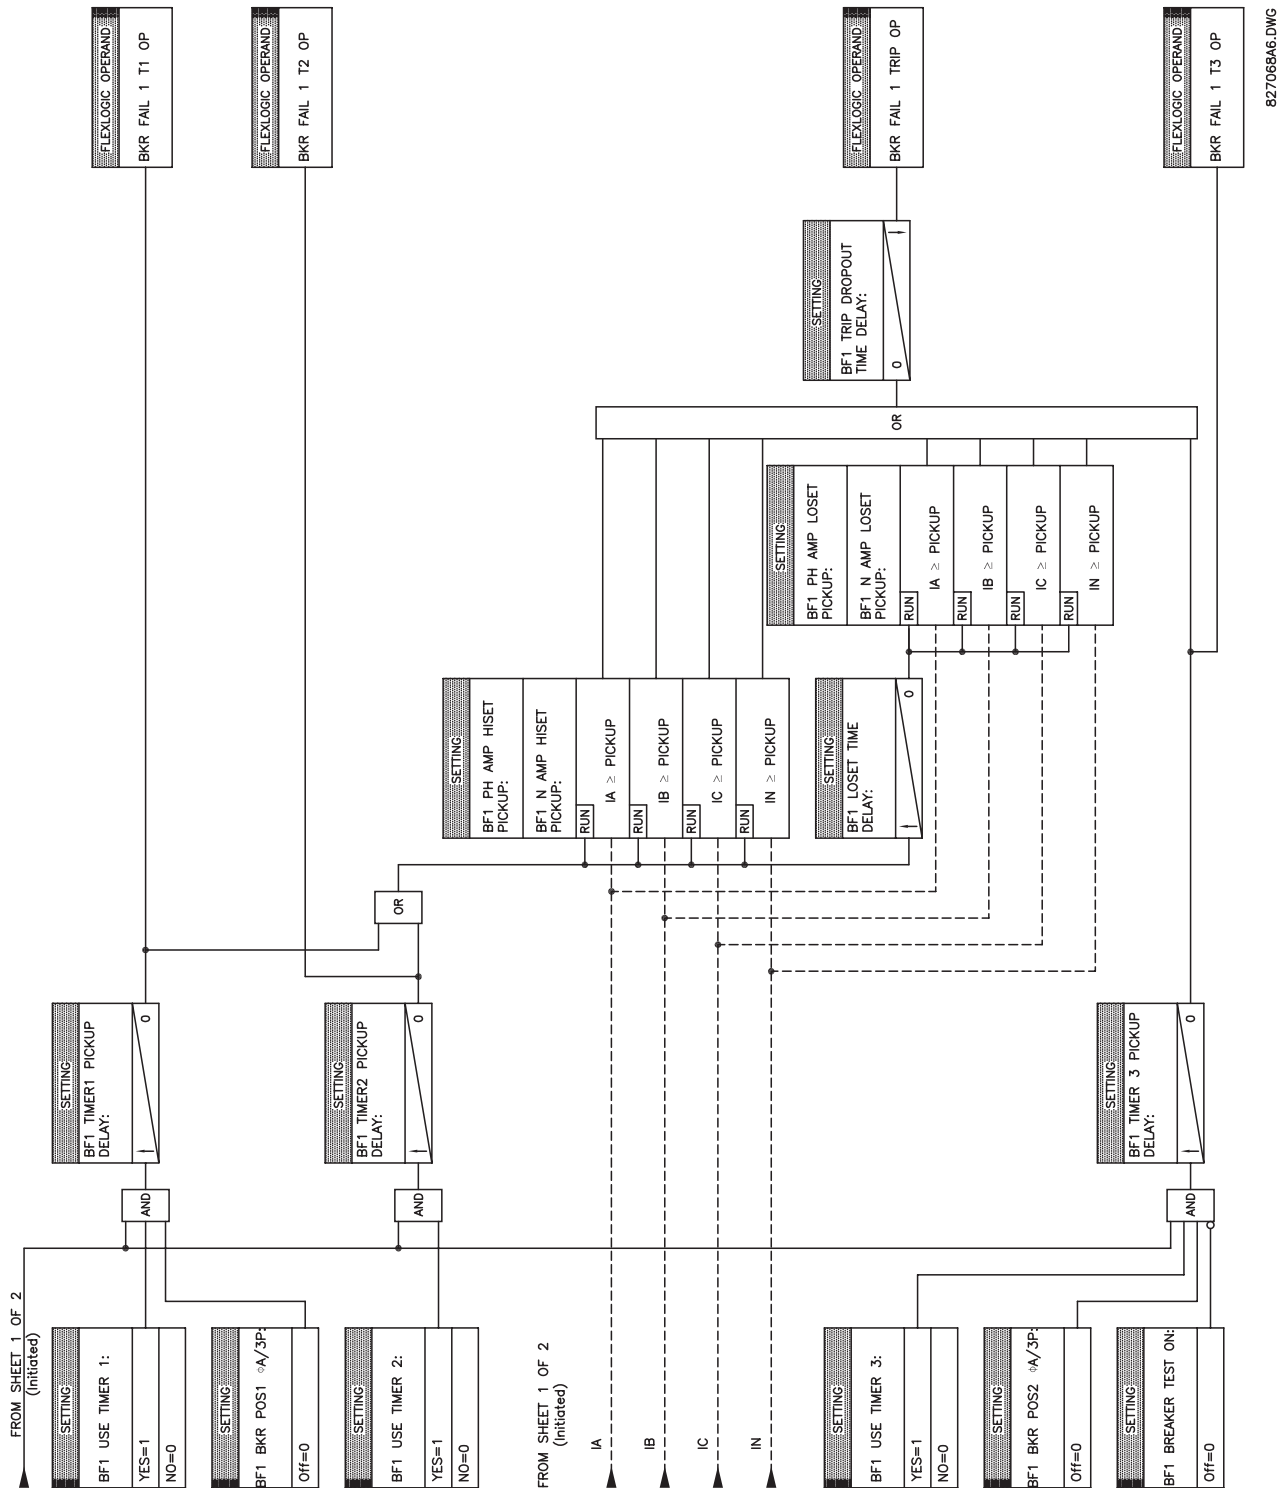 FROM SHEET 1 OF 2
(Initiated)
SETTING
BF1 USE TIMER 1:
YES=1
NO=0
SETTING
BF1 BKR POS1 ΦA/3P:
Off=0
SETTING
BF1 USE TIMER 2:
YES=1
NO=0
FROM SHEET 1 OF 2
(Initiated)
IA
IB
IC
IN
SETTING
BF1 USE TIMER 3:
YES=1
NO=0
SETTING
BF1 BKR POS2 ΦA/3P:
Off=0
SETTING
BF1 BREAKER TEST ON:
Off=0
AND
AND
AND
SETTING
BF1 TIMER1 PICKUP
DELAY:
0
SETTING
BF1 TIMER2 PICKUP
DELAY:
0
SETTING
BF1 TIMER 3 PICKUP
DELAY:
0
OR
SETTING
BF1 PH AMP HISET
PICKUP:
BF1 N AMP HISET
PICKUP:
RUN
IA ≥ PICKUP
RUN
IB ≥ PICKUP
RUN
IC ≥ PICKUP
RUN
IN ≥ PICKUP
SETTING
BF1 LOSET TIME
DELAY:
0
SETTING
BF1 PH AMP LOSET
PICKUP:
BF1 N AMP LOSET
PICKUP:
RUN
IA ≥ PICKUP
RUN
IB ≥ PICKUP
RUN
IC ≥ PICKUP
RUN
IN ≥ PICKUP
OR
SETTING
BF1 TRIP DROPOUT
TIME DELAY:
0
FLEXLOGIC OPERAND
BKR FAIL 1 T1 OP
FLEXLOGIC OPERAND
BKR FAIL 1 T2 OP
FLEXLOGIC OPERAND
BKR FAIL 1 TRIP OP
FLEXLOGIC OPERAND
BKR FAIL 1 T3 OP
827068A6.DWG